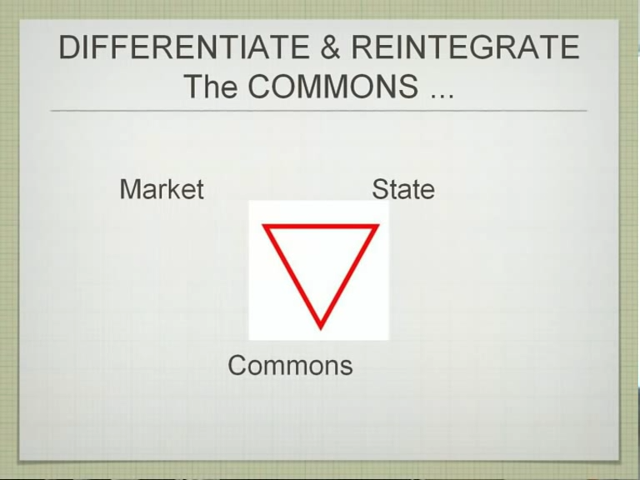 DIFFERENTIATE & REINTEGRATE
The COMMONS ...
Market State
Commons